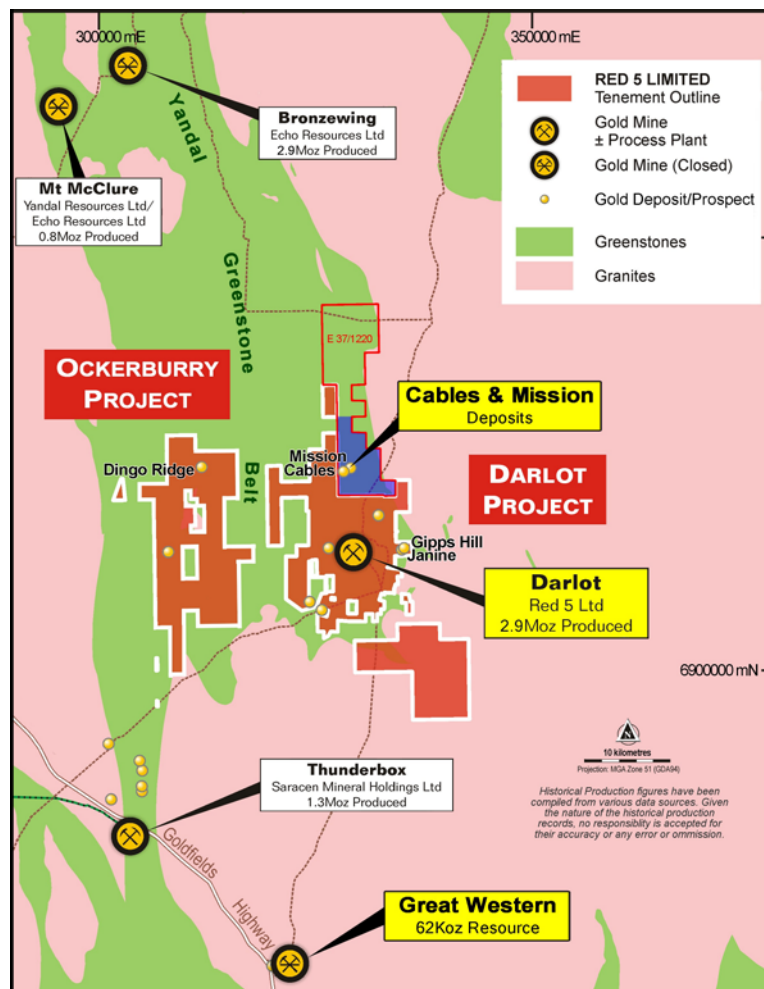 300000 mE
350000 mE
RED 5 LIMITED
Tenement Outline
Gold Mine
± Process Plant
Gold Mine (Closed)
Gold Deposit/Prospect
Greenstones
Granites
Bronzewing
Echo Resources Ltd
2.9Moz Produced
Mt McClure
Yandal Resources Ltd/
Echo Resources Ltd
0.8Moz Produced
Yandal
Greenstone
Belt
E 37/1220
OCKERBURRY
PROJECT
Cables & Mission
Deposits
Mission
Cables
Dingo Ridge
DARLOT
PROJECT
Gipps Hill
Janine
Darlot
Red 5 Ltd
2.9Moz Produced
6900000 mN
N
10 kilometres
Projection: MGA Zone 51 (GDA94)
Historical Production figures have been
compiled from various data sources. Given
the nature of the historical production
records, no responsiblity is accepted for
their accuracy or any error or ommission.
Thunderbox
Saracen Mineral Holdings Ltd
1.3Moz Produced
Goldfields
Highway
Great Western
62Koz Resource